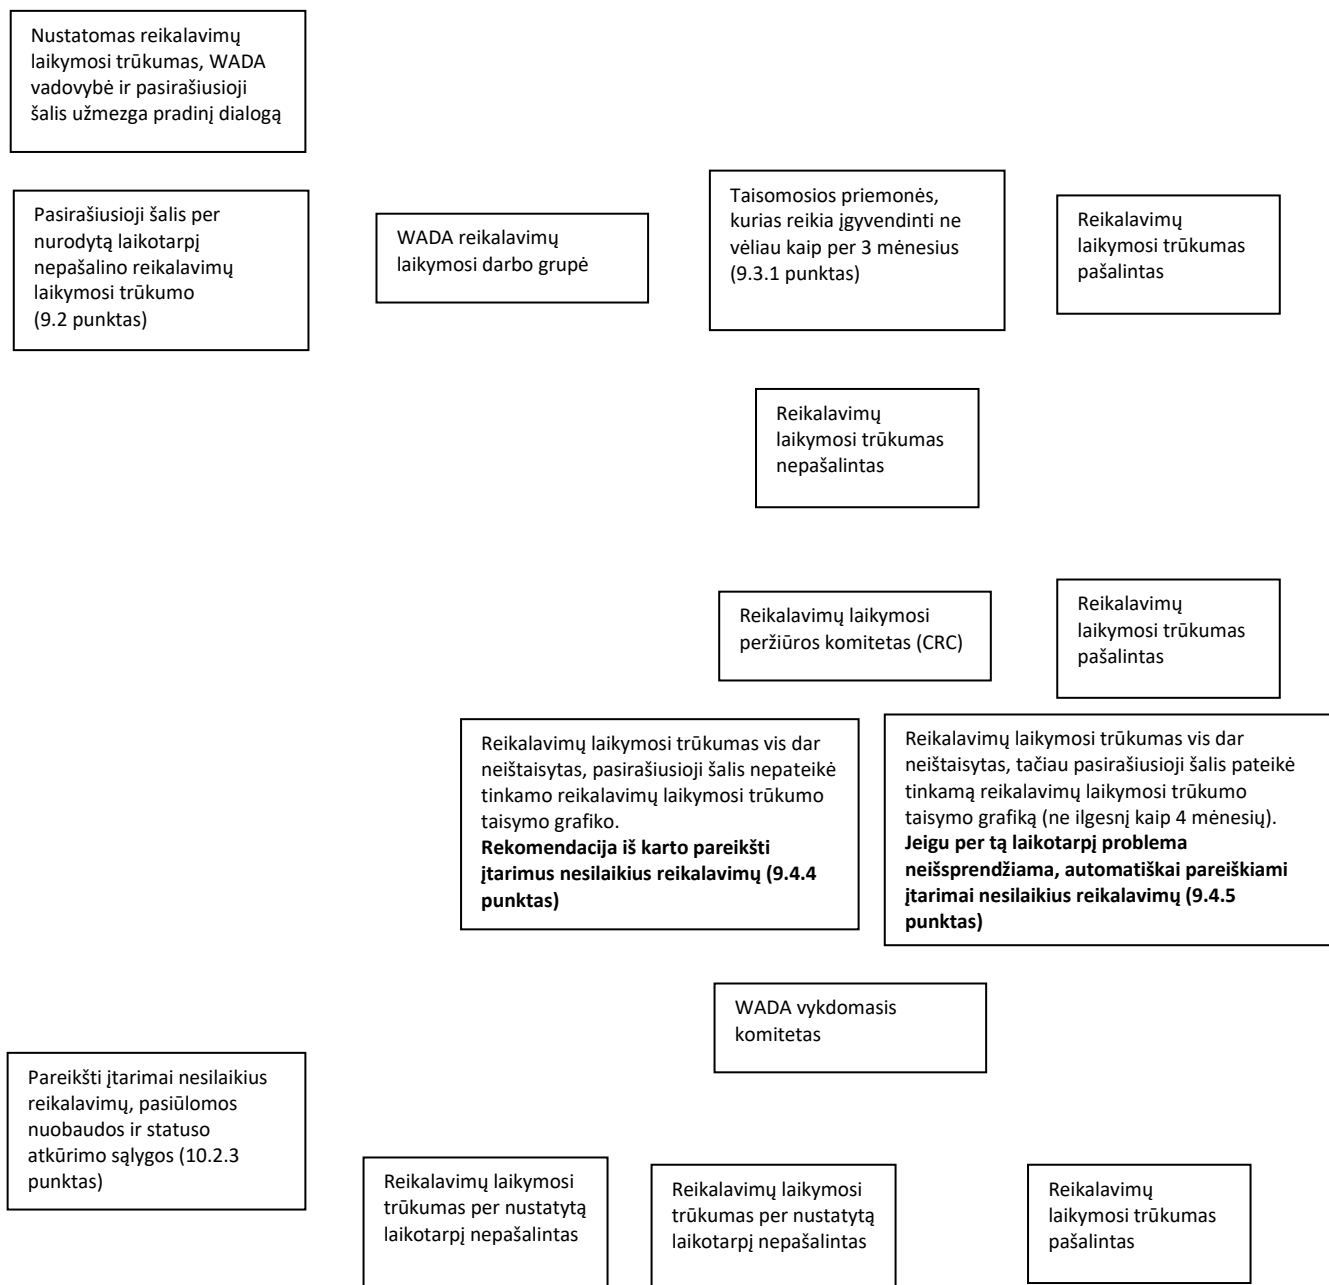 Nustatomas reikalavimų
laikymosi trūkumas, WADA
vadovybė ir pasirašiusioji
šalis užmezga pradinį dialogą
Pasirašiusioji šalis per
nurodytą laikotarpį
nepašalino reikalavimų
laikymosi trūkumo
(9.2 punktas)
WADA reikalavimų
laikymosi darbo grupė
Taisomosios priemonės,
kurias reikia įgyvendinti ne
vėliau kaip per 3 mėnesius
(9.3.1 punktas)
Reikalavimų
laikymosi trūkumas
pašalintas
Reikalavimų
laikymosi trūkumas
nepašalintas
Reikalavimų laikymosi
peržiūros komitetas (CRC)
Reikalavimų
laikymosi trūkumas
pašalintas
Reikalavimų laikymosi trūkumas vis dar
neištaisytas, pasirašiusioji šalis nepateikė
tinkamo reikalavimų laikymosi trūkumo
taisymo grafiko.
Rekomendacija iš karto pareikšti
įtarimus nesilaikius reikalavimų (9.4.4
punktas)
Reikalavimų laikymosi trūkumas vis dar
neištaisytas, tačiau pasirašiusioji šalis pateikė
tinkamą reikalavimų laikymosi trūkumo
taisymo grafiką (ne ilgesnį kaip 4 mėnesių).
Jeigu per tą laikotarpį problema
neišsprendžiama, automatiškai pareiškiami
įtarimai nesilaikius reikalavimų (9.4.5
punktas)
WADA vykdomasis
komitetas
Pareikšti įtarimai nesilaikius
reikalavimų, pasiūlomos
nuobaudos ir statuso
atkūrimo sąlygos (10.2.3
punktas)
Reikalavimų laikymosi
trūkumas per nustatytą
laikotarpį nepašalintas
Reikalavimų laikymosi
trūkumas per nustatytą
laikotarpį nepašalintas
Reikalavimų
laikymosi trūkumas
pašalintas